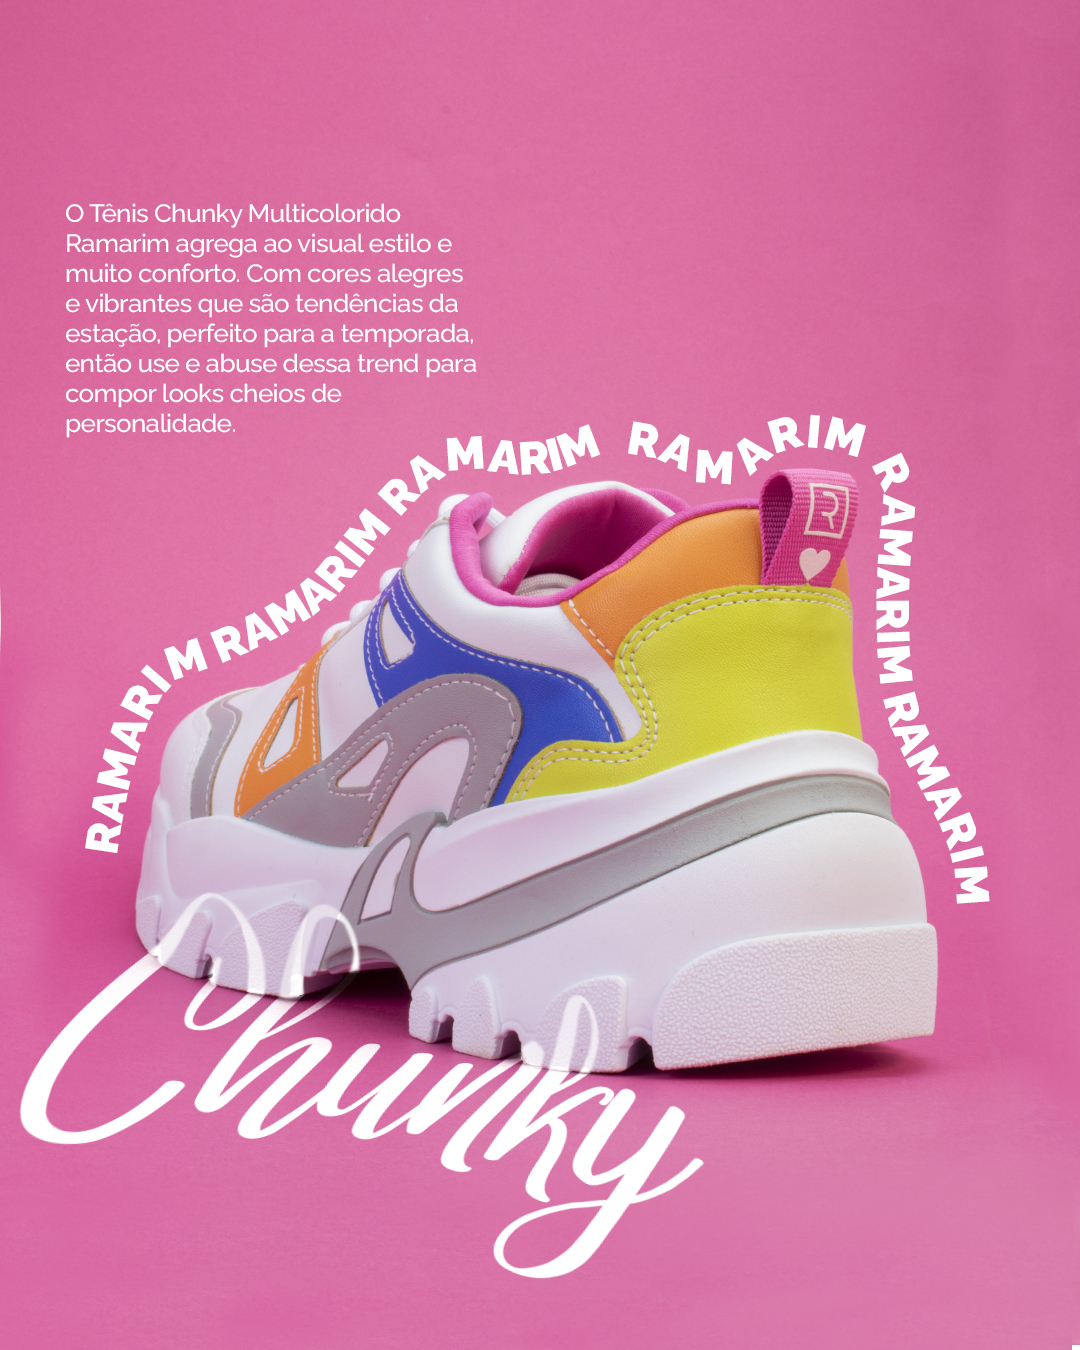 O Tênis Chunky Multicolorido
Ramarim agrega ao visual estilo e
muito conforto. Com cores alegres
e vibrantes que são tendências da
estação, perfeito para a temporada,
então use e abuse dessa trend para
compor looks cheios de
personalidade.
RAMARIM RAMARIM RAMARIM RAMARIM RAMARIM RAMARIM
R
Chunky